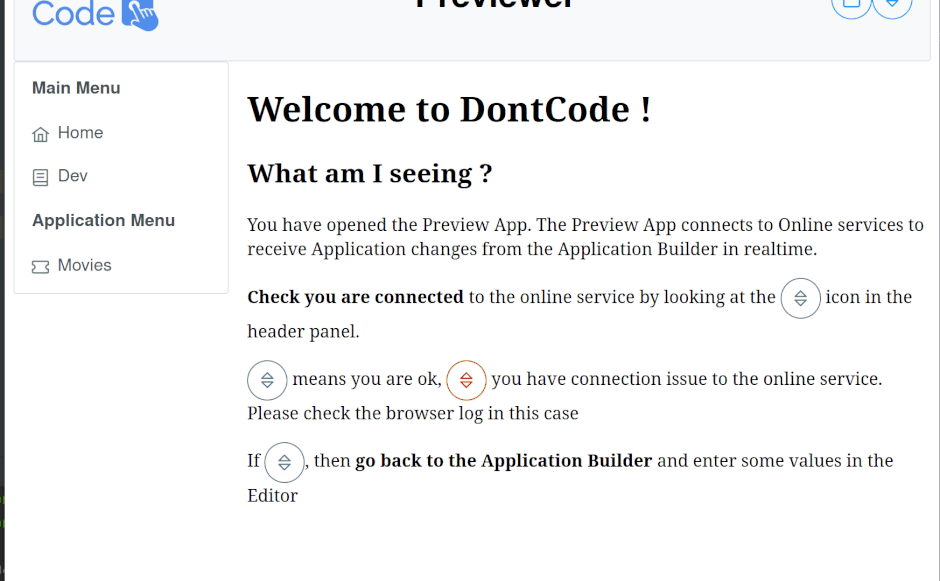 Code
Previewer
Main Menu
Home
Dev
Application Menu
Movies
Welcome to DontCode !
What am I seeing ?
You have opened the Preview App. The Preview App connects to Online services to
receive Application changes from the Application Builder in realtime.
Check you are connected to the online service by looking at the icon in the
header panel.
means you are ok, you have connection issue to the online service.
Please check the browser log in this case
If , then go back to the Application Builder and enter some values in the
Editor